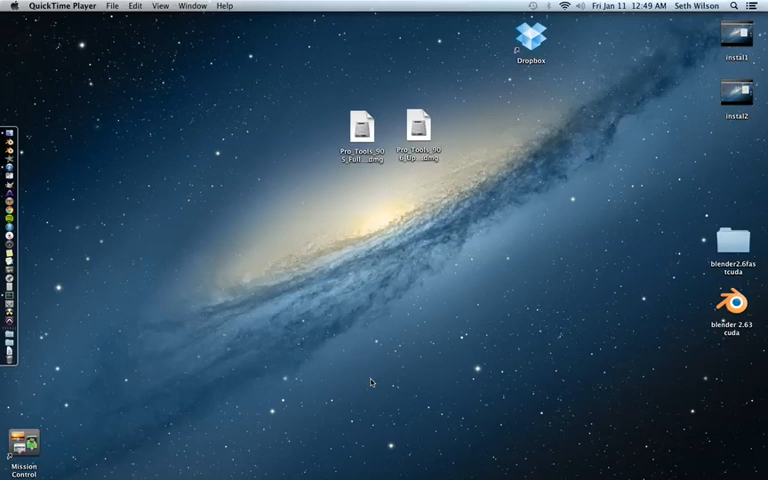 QuickTime Player File Edit View Window Help Fri Jan 11 12:49 AM Seth Wilson
instal1
Dropbox
instal2
Pro_Tools_90
5_Full_...dmg
Pro_Tools_90
6_Up...dmg
blender2.6fas
tcuda
blender 2.63
cuda
Mission
Control